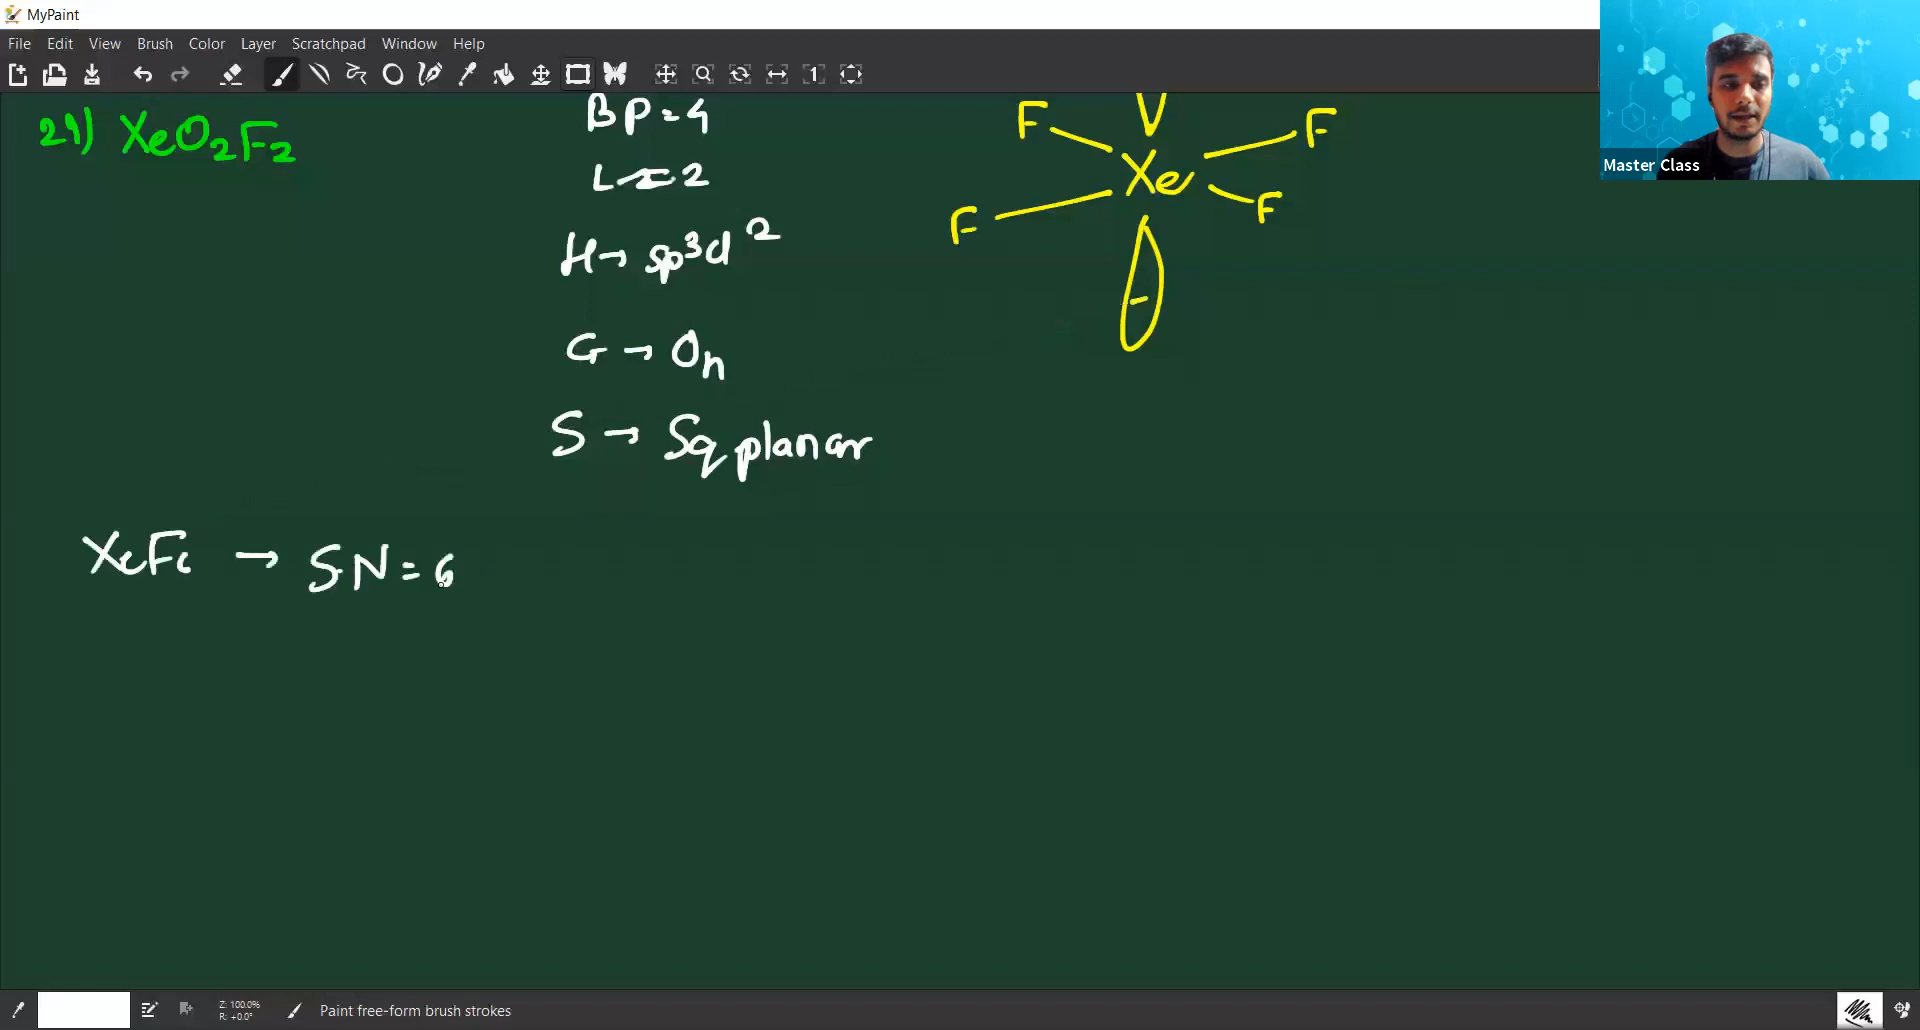 MyPaint
File Edit View Brush Color Layer Scratchpad Window Help
Master Class
21) XeO2F2
BP=4
L=2
H→ sp3d2
G→ Oh
S→ Sq planar
F F
Xe
F F
XeF6 → SN=6
Z: 100.0%
R: +0.0°
Paint free-form brush strokes